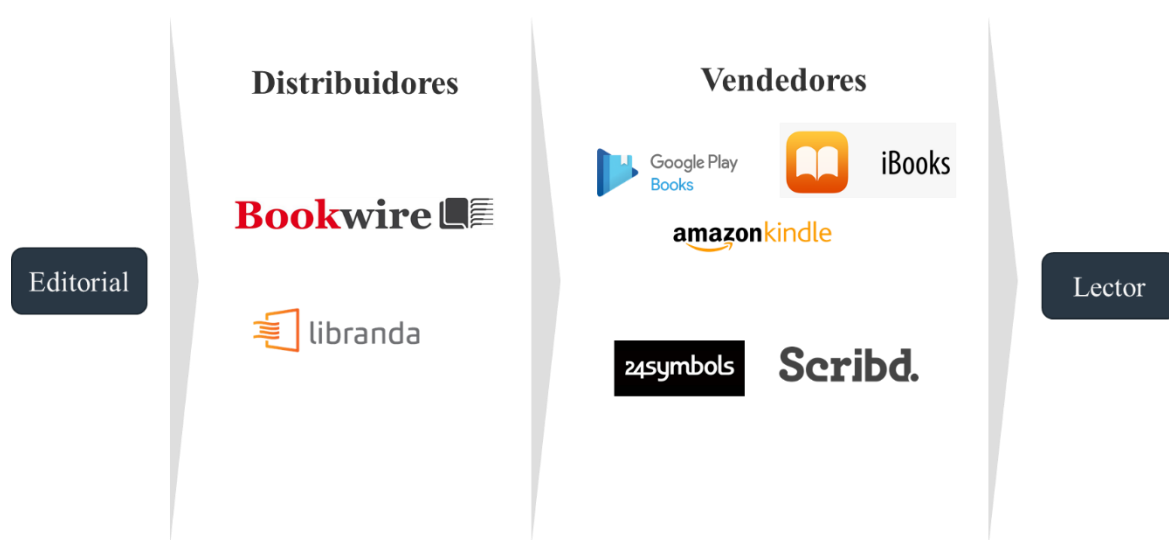 Editorial
Distribuidores
Bookwire
libranda
Vendedores
Google Play
Books
iBooks
amazonkindle
24symbols
Scribd.
Lector